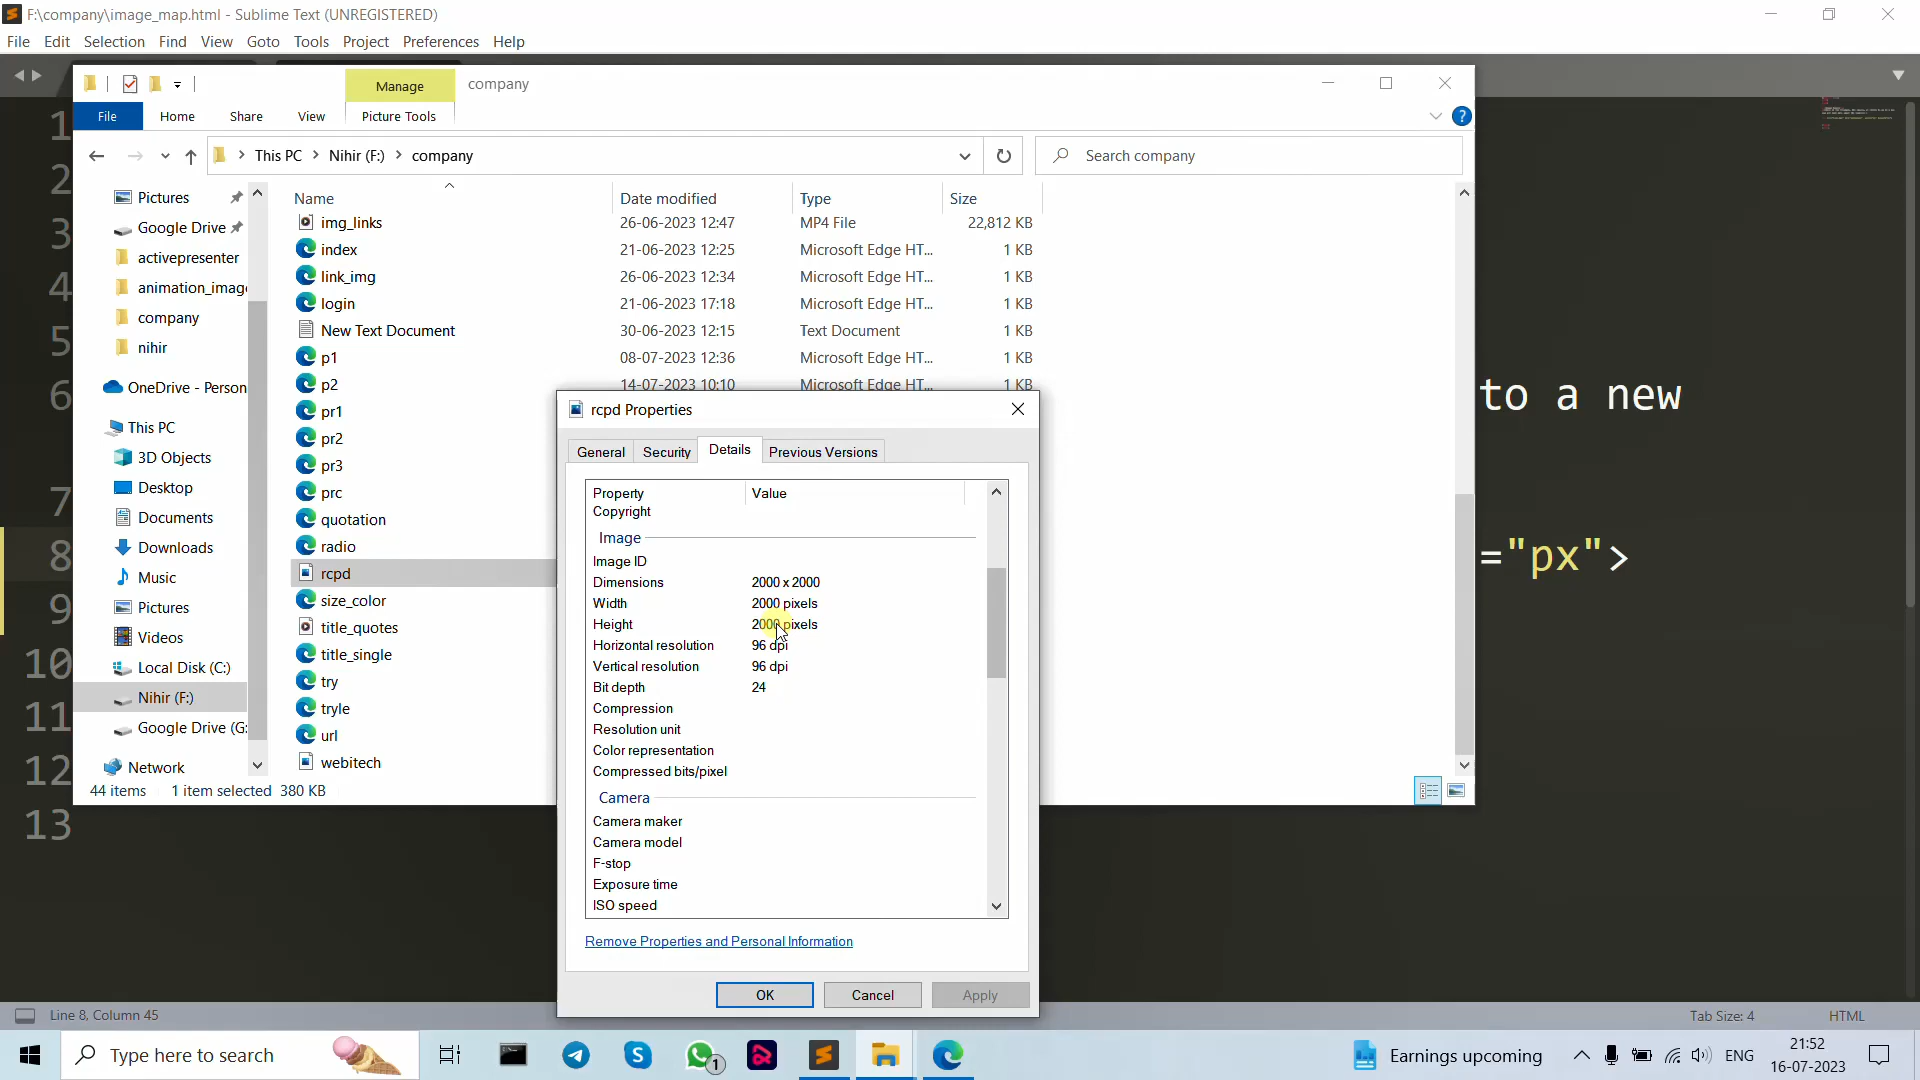 F:\company\image_map.html - Sublime Text (UNREGISTERED)
File Edit Selection Find View Goto Tools Project Preferences Help
Manage company
File Home Share View Picture Tools
This PC Nihir (F:) company
Search company
Name Date modified Type Size
Pictures
Google Drive
activepresenter
animation_image
company
nihir
OneDrive - Person
This PC
3D Objects
Desktop
Documents
Downloads
Music
Pictures
Videos
Local Disk (C:)
Nihir (F:)
Google Drive (G:
Network
img_links 26-06-2023 12:47 MP4 File 22,812 KB
index 21-06-2023 12:25 Microsoft Edge HT... 1 KB
link_img 26-06-2023 12:34 Microsoft Edge HT... 1 KB
login 21-06-2023 17:18 Microsoft Edge HT... 1 KB
New Text Document 30-06-2023 12:15 Text Document 1 KB
p1 08-07-2023 12:36 Microsoft Edge HT... 1 KB
p2 14-07-2023 10:10 Microsoft Edge HT... 1 KB
pr1
pr2
pr3
prc
quotation
radio
rcpd
size_color
title_quotes
title_single
try
tryle
url
webitech
44 items 1 item selected 380 KB
rcpd Properties
General Security Details Previous Versions
Property Value
Copyright
Image
Image ID
Dimensions 2000 x 2000
Width 2000 pixels
Height 2000 pixels
Horizontal resolution 96 dpi
Vertical resolution 96 dpi
Bit depth 24
Compression
Resolution unit
Color representation
Compressed bits/pixel
Camera
Camera maker
Camera model
F-stop
Exposure time
ISO speed
Remove Properties and Personal Information
OK Cancel Apply
1
2
3
4
5
6 to a new
7
8 ="px">
9
10
11
12
13
Line 8, Column 45 Tab Size: 4 HTML
Type here to search 1 Earnings upcoming ENG 21:52
16-07-2023